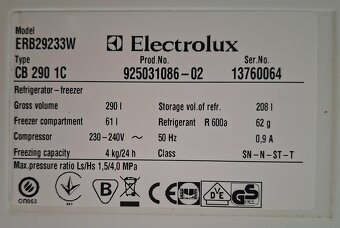 Model
ERB29233W
Electrolux
Type Prod.No. Ser.No.
CB 290 1C 925031086-02 13760064
Refrigerator-freezer
Gross volume 290 l Storage vol. of refr. 208 l
Freezer compartment 61 l Refrigerant R 600a 62 g
Compressor 230-240V ~ 50 Hz 0,9 A
Freezing capacity 4 kg/24 h Class SN-N-ST-T
Max.pressure ratio Ls/Hs 1,5/4,0 MPa